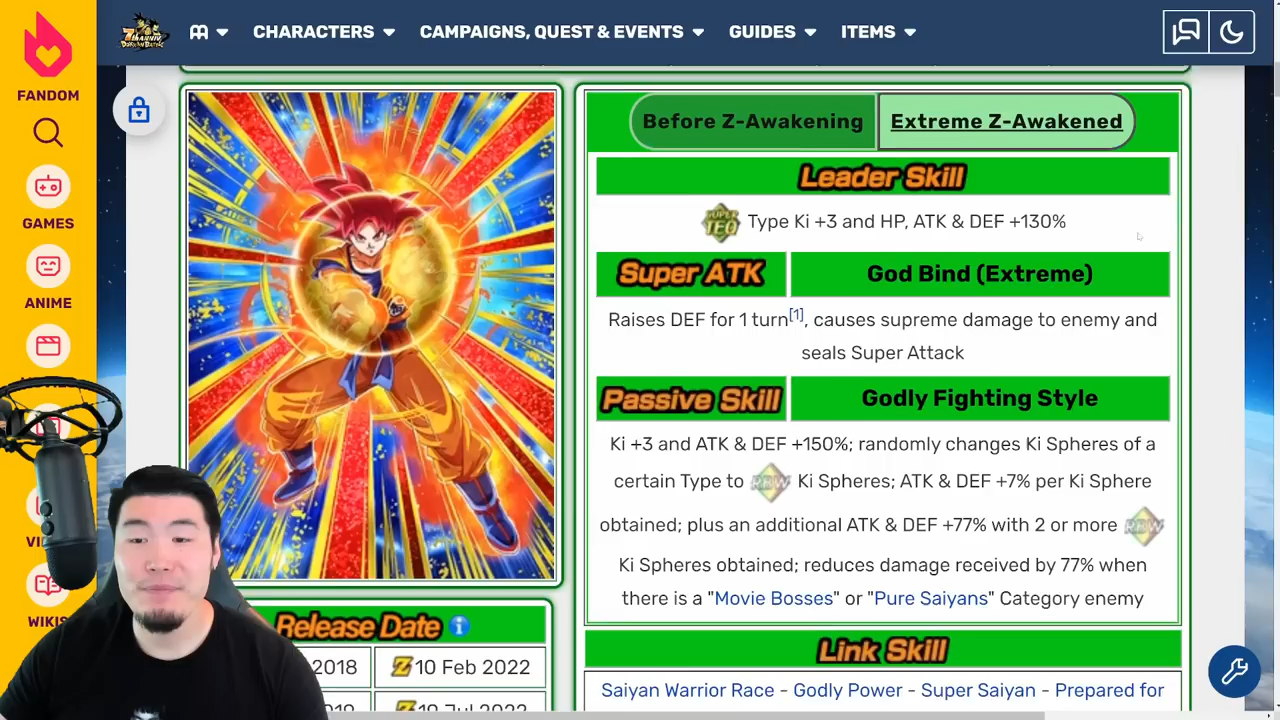 CHARACTERS
CAMPAIGNS, QUEST & EVENTS
GUIDES
ITEMS
FANDOM
GAMES
ANIME
WIKIS
Before Z-Awakening
Extreme Z-Awakened
Leader Skill
SUPER TEQ Type Ki +3 and HP, ATK & DEF +130%
Super ATK
God Bind (Extreme)
Raises DEF for 1 turn[1], causes supreme damage to enemy and
seals Super Attack
Passive Skill
Godly Fighting Style
Ki +3 and ATK & DEF +150%; randomly changes Ki Spheres of a
certain Type to RBW Ki Spheres; ATK & DEF +7% per Ki Sphere
obtained; plus an additional ATK & DEF +77% with 2 or more RBW
Ki Spheres obtained; reduces damage received by 77% when
there is a "Movie Bosses" or "Pure Saiyans" Category enemy
Release Date
2018
Z 10 Feb 2022
Link Skill
Saiyan Warrior Race - Godly Power - Super Saiyan - Prepared for